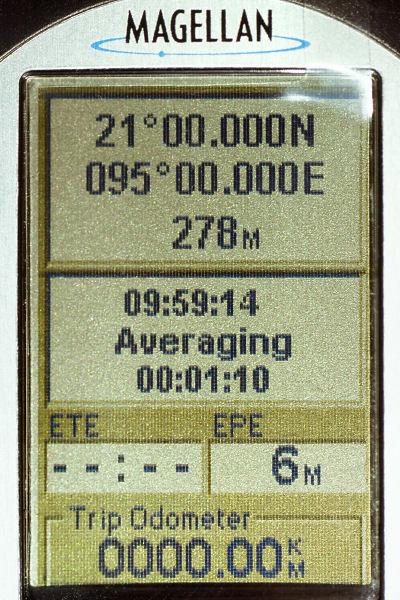 MAGELLAN
21°00.000N
095°00.000E
278M
09:59:14
Averaging
00:01:10
ETE EPE
--:-- 6M
Trip Odometer
0000.00KM